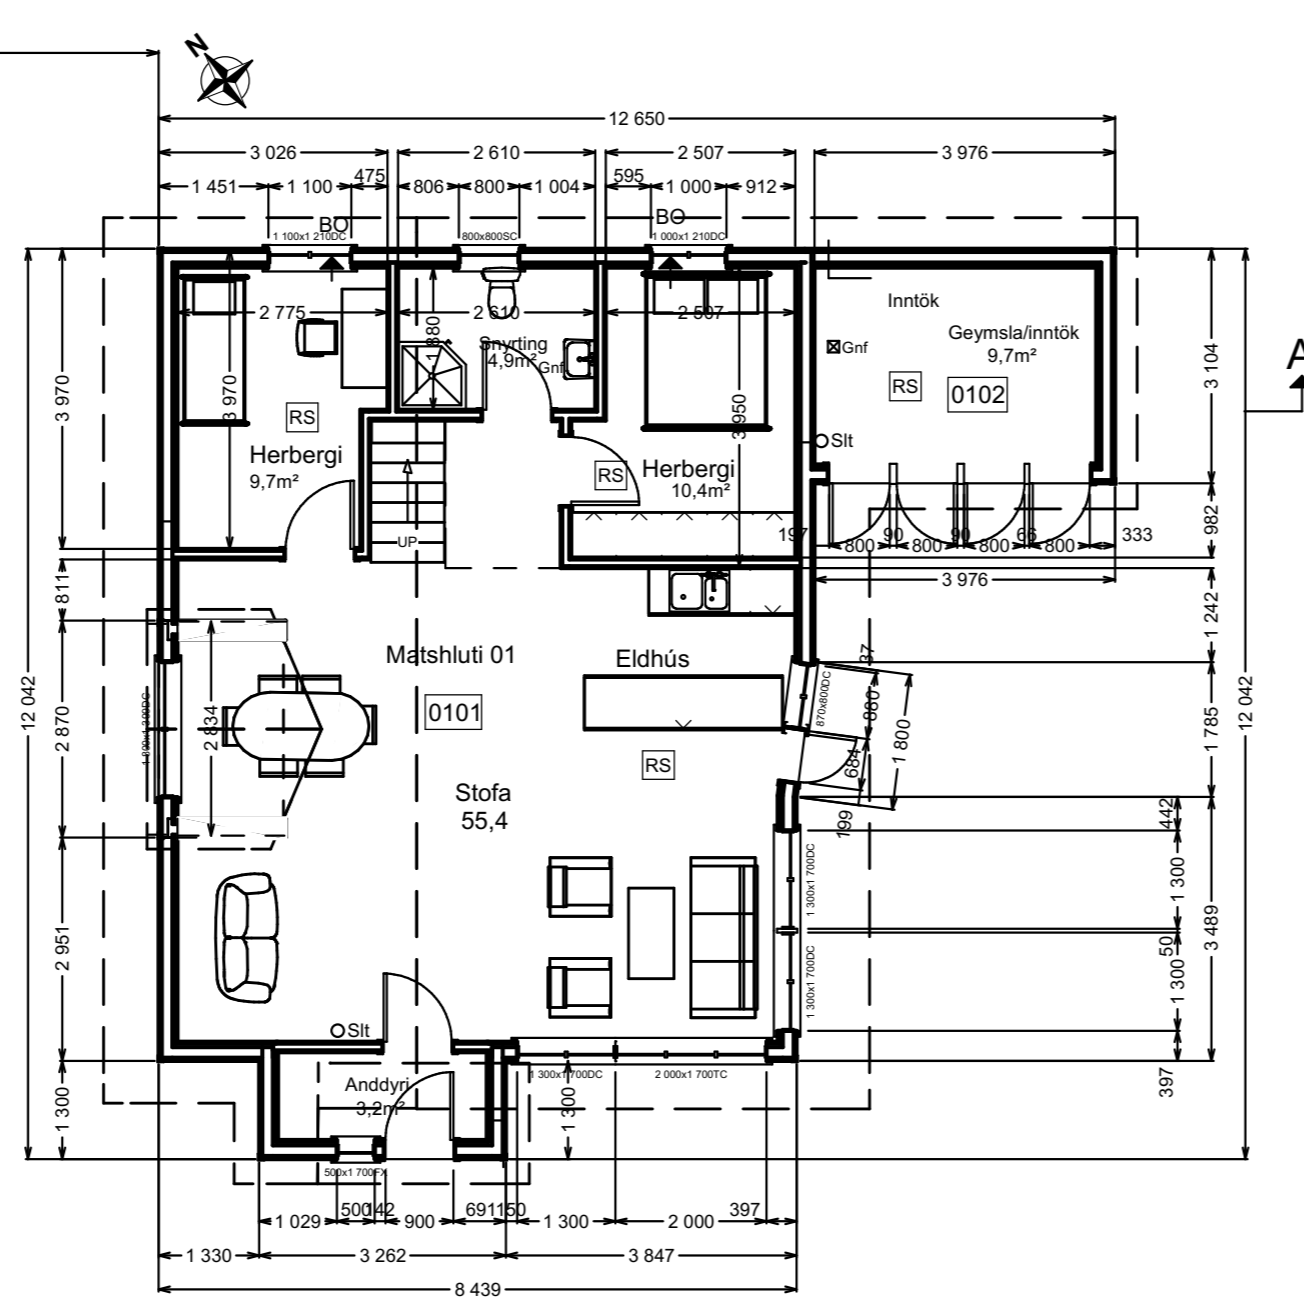 N
12 650
3 026
2 610
2 507
3 976
1 451
1 100
475
806
800
1 004
595
1 000
912
BO
BO
1 100x1 210DC
800x800SC
1 000x1 210DC
2 775
2 610
2 507
Inntök
Geymsla/inntök
9,7m²
Gnf
RS
0102
Slt
A
3 970
3 970
1 880
Snyrting
4,9m²
Gnf
3 950
3 104
RS
Herbergi
9,7m²
RS
Herbergi
10,4m²
UP
197
800
90
800
90
800
66
800
333
982
3 976
811
1 242
Matshluti 01
Eldhús
0101
RS
12 042
2 870
2 834
37
870x800DC
880
1 800
684
199
1 785
12 042
Stofa
55,4
442
1 300x1 700DC
1 300
3 489
50
1 300x1 700DC
1 300
2 951
397
Slt
Anddyri
3,2m²
1 300
1 300x1 700DC
2 000x1 700TC
1 300
500x1 700FX
1 029
500
142
900
691
150
1 300
2 000
397
1 330
3 262
3 847
8 439